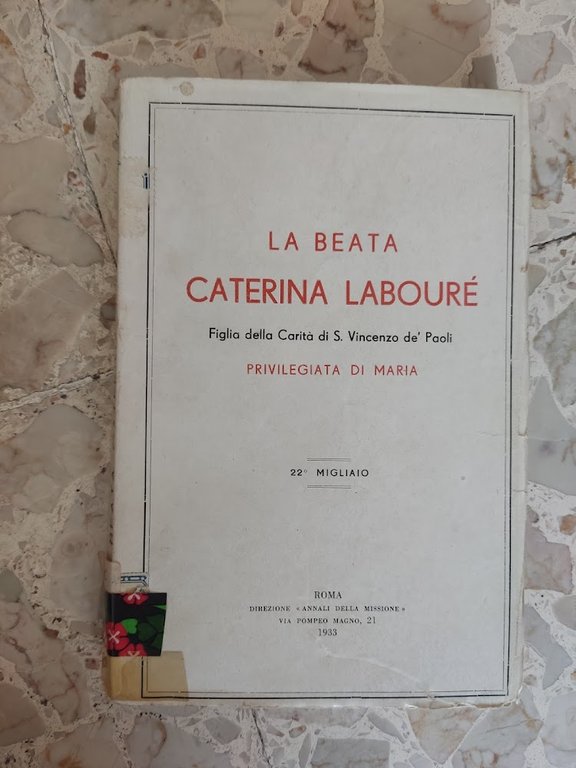 LA BEATA
CATERINA LABOURÉ
Figlia della Carità di S. Vincenzo de' Paoli
PRIVILEGIATA DI MARIA
22° MIGLIAIO
ROMA
DIREZIONE « ANNALI DELLA MISSIONE »
VIA POMPEO MAGNO, 21
1933